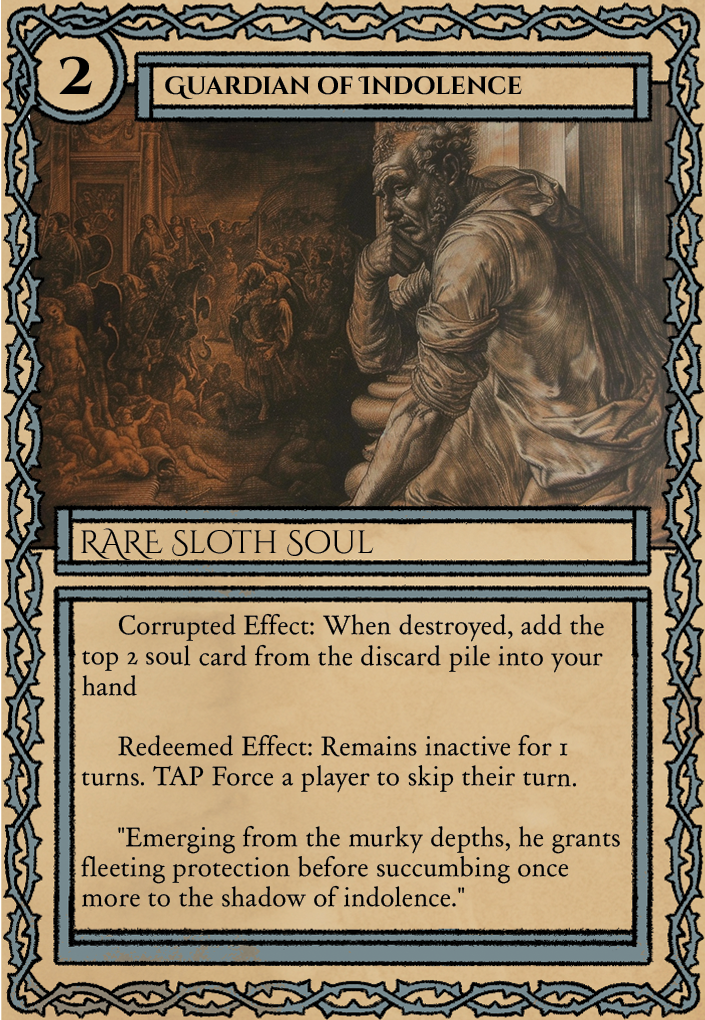 2
Guardian of Indolence
Rare Sloth Soul
Corrupted Effect: When destroyed, add the
top 2 soul card from the discard pile into your
hand
Redeemed Effect: Remains inactive for 1
turns. TAP Force a player to skip their turn.
"Emerging from the murky depths, he grants
fleeting protection before succumbing once
more to the shadow of indolence."